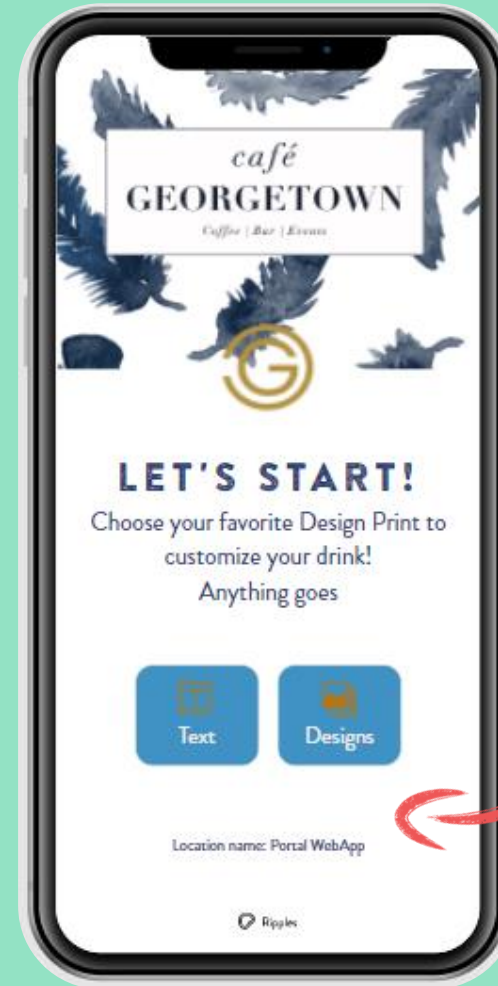 café
GEORGETOWN
Coffee | Bar | Events
LET'S START!
Choose your favorite Design Print to
customize your drink!
Anything goes
Text
Designs
Location name: Portal WebApp
Ripples